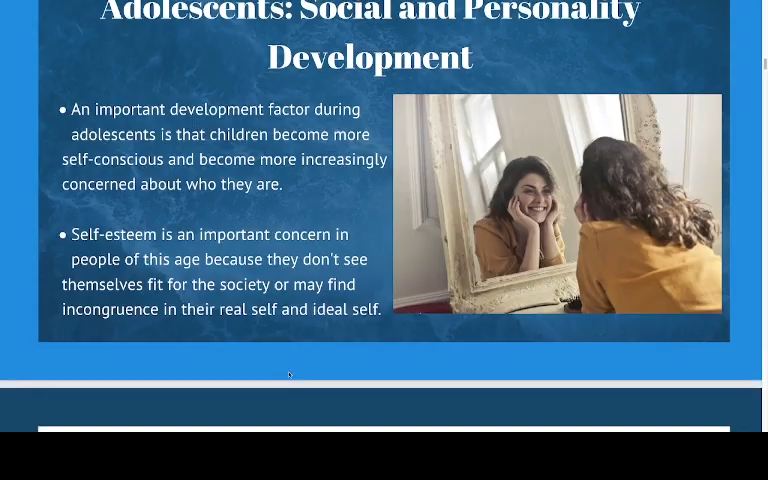 Adolescents: Social and Personality
Development
• An important development factor during
adolescents is that children become more
self-conscious and become more increasingly
concerned about who they are.
• Self-esteem is an important concern in
people of this age because they don't see
themselves fit for the society or may find
incongruence in their real self and ideal self.